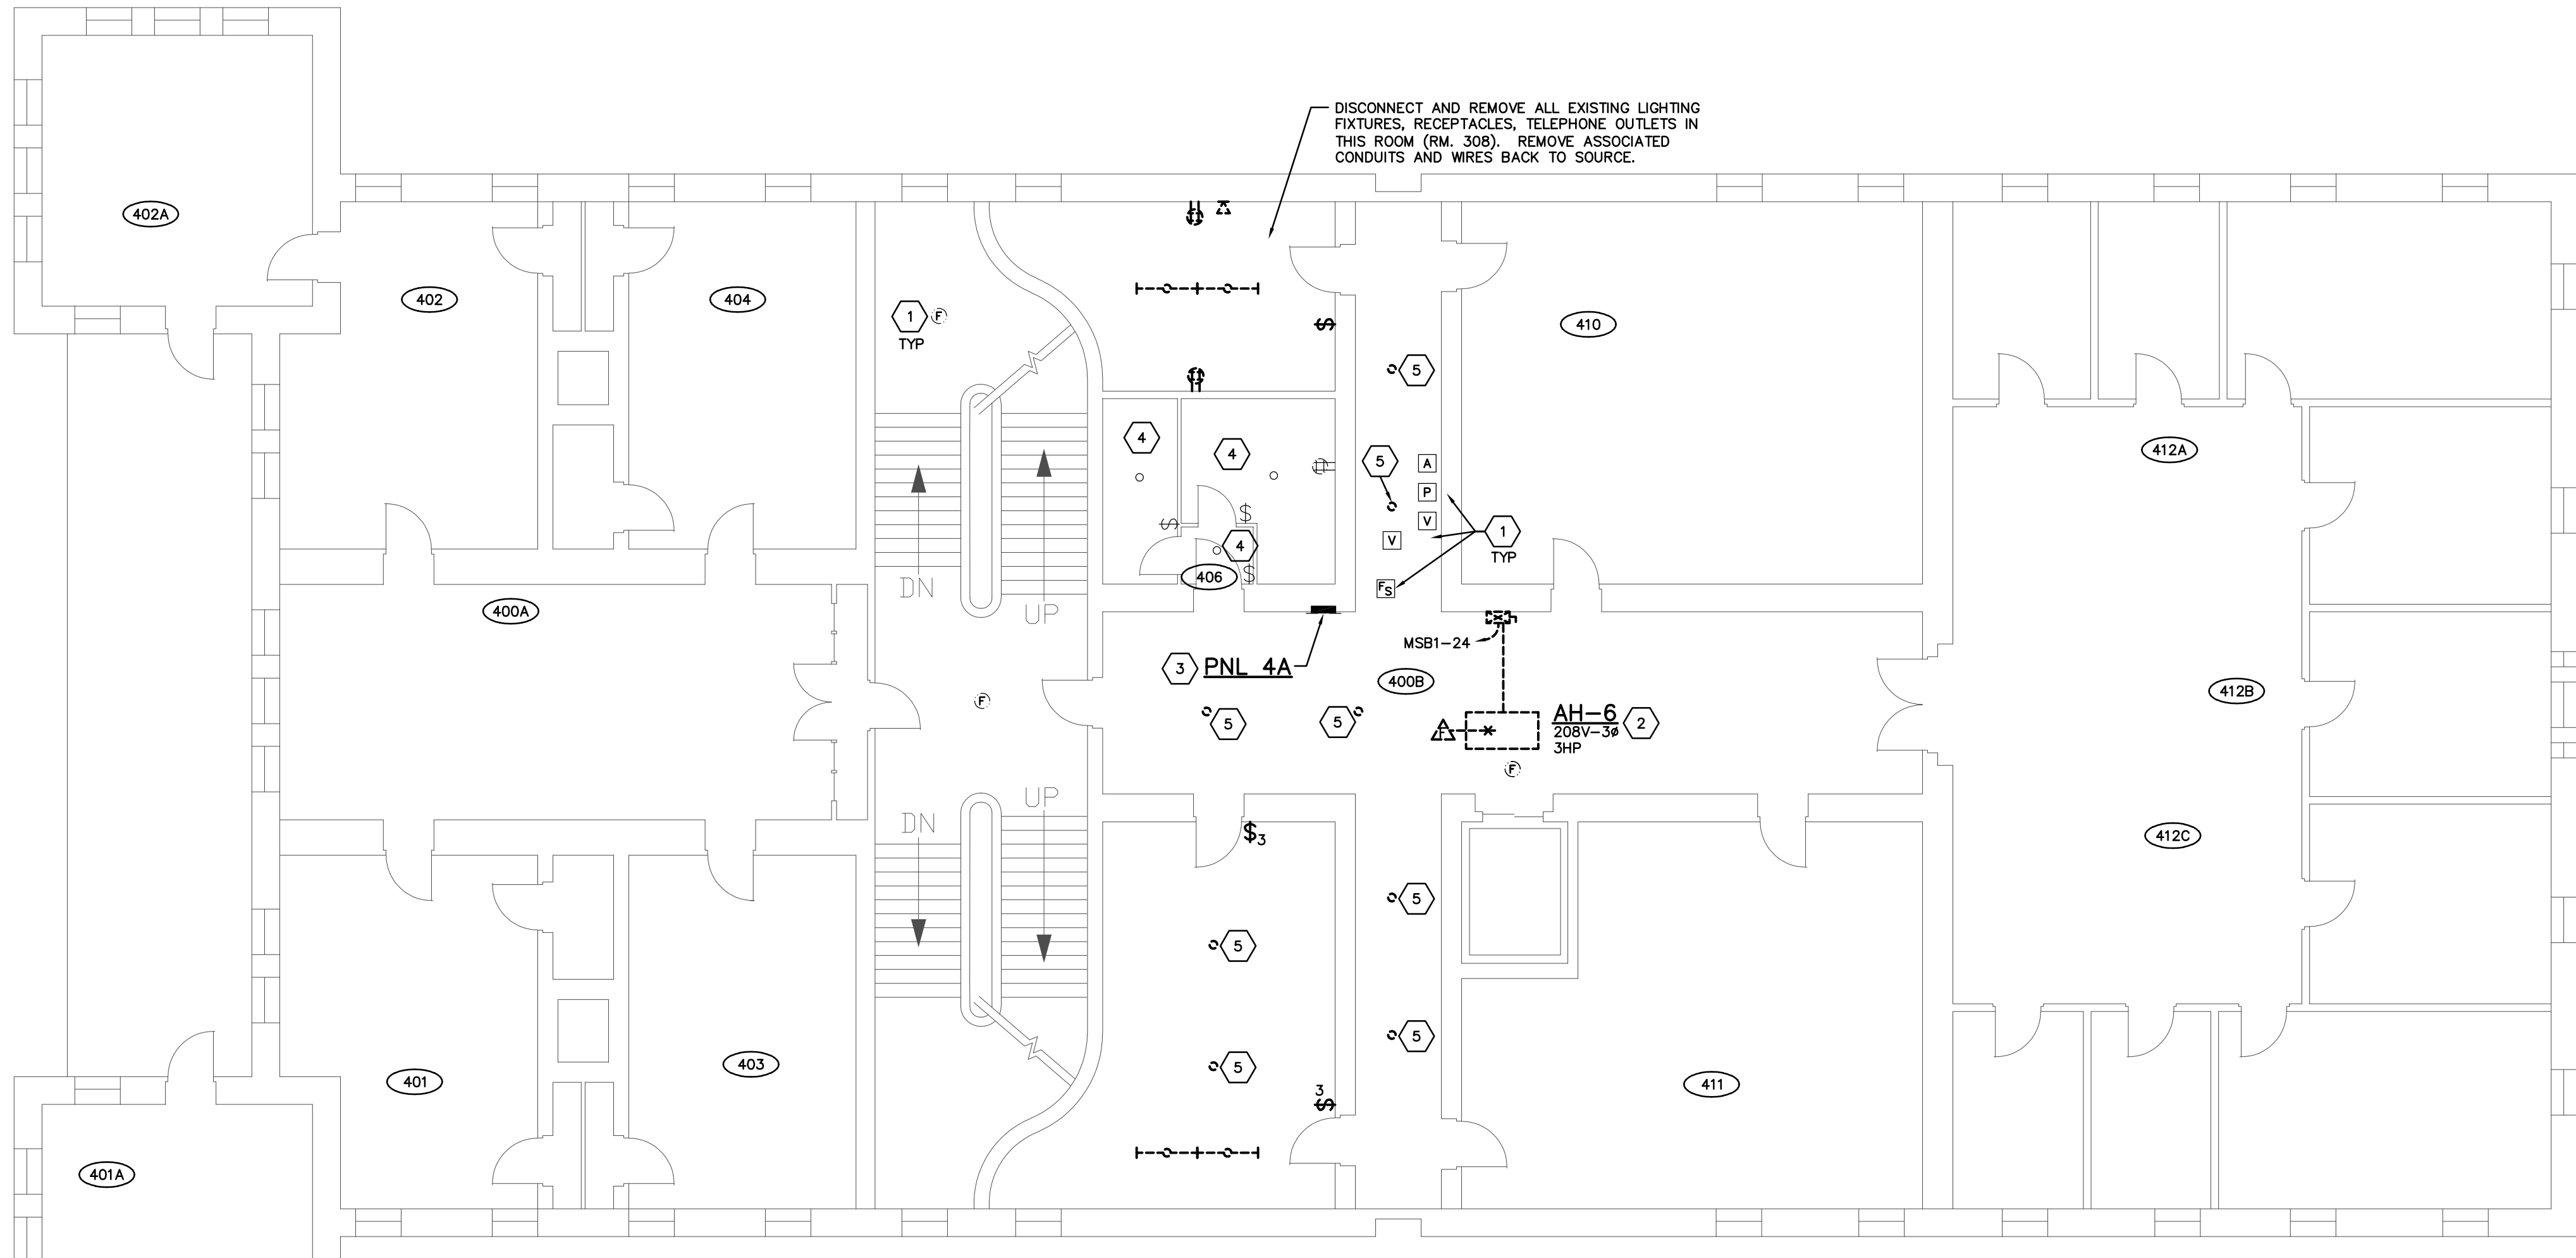 DISCONNECT AND REMOVE ALL EXISTING LIGHTING
FIXTURES, RECEPTACLES, TELEPHONE OUTLETS IN
THIS ROOM (RM. 308). REMOVE ASSOCIATED
CONDUITS AND WIRES BACK TO SOURCE.
402A
402
404
1
F
TYP
$
410
5
4
4
5
A
P
V
V
1
TYP
$
$
4
406
$
FS
412A
DN
UP
400A
MSB1-24
3
PNL 4A
400B
F
5
5
F
AH-6
208V-3ø
3HP
2
F
412B
DN
UP
$3
412C
5
5
5
5
3
$
401
403
411
401A